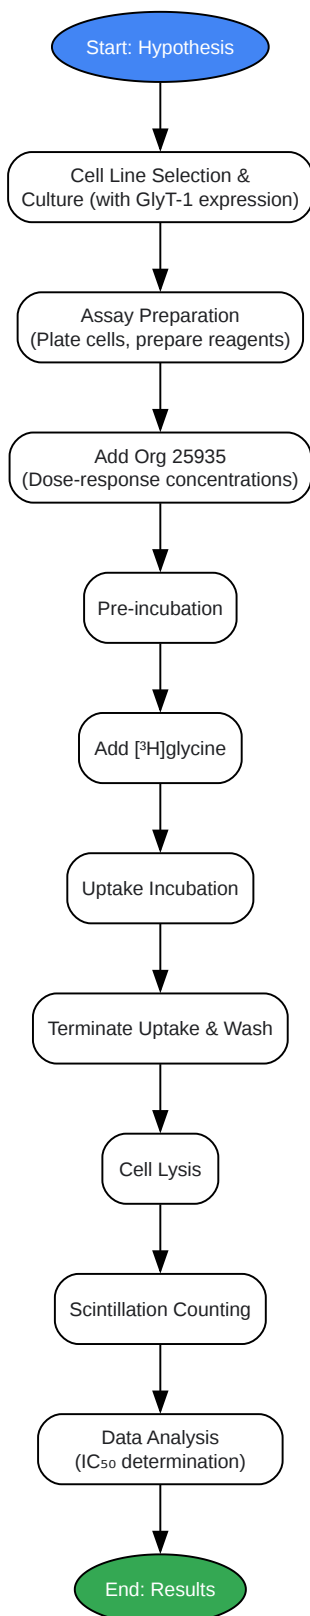 Start: Hypothesis
Cell Line Selection &
Culture (with GlyT-1 expression)
Assay Preparation
(Plate cells, prepare reagents)
Add Org 25935
(Dose-response concentrations)
Pre-incubation
Add [³H]glycine
Uptake Incubation
Terminate Uptake & Wash
Cell Lysis
Scintillation Counting
Data Analysis
(IC₅₀ determination)
End: Results